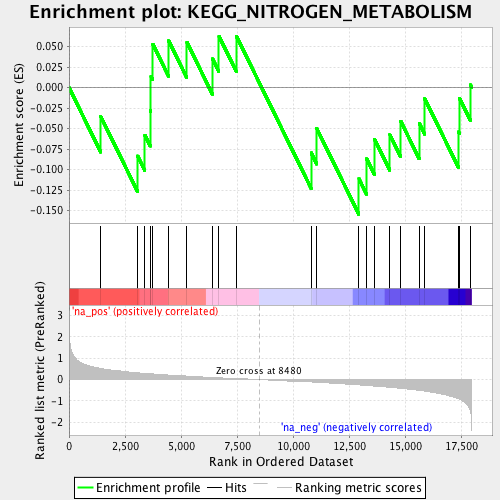 Enrichment plot: KEGG_NITROGEN_METABOLISM
Enrichment score (ES)
0.050
0.025
0.000
-0.025
-0.050
-0.075
-0.100
-0.125
-0.150
'na_pos' (positively correlated)
Ranked list metric (PreRanked)
3
2
1
0
-1
-2
Zero cross at 8480
'na_neg' (negatively correlated)
0 2,500 5,000 7,500 10,000 12,500 15,000 17,500
Rank in Ordered Dataset
Enrichment profile Hits Ranking metric scores